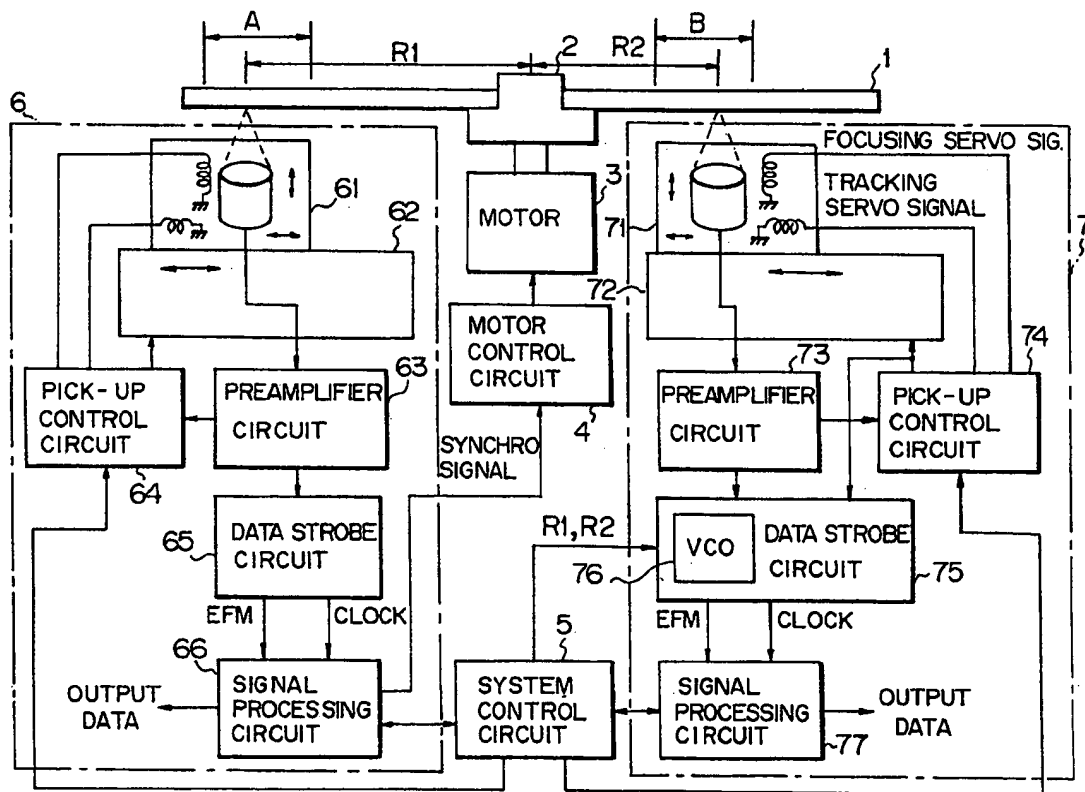 A
B
R1
2
R2
1
6
FOCUSING SERVO SIG.
61
3
TRACKING
SERVO SIGNAL
MOTOR
62
71
7
72
MOTOR
CONTROL
CIRCUIT
73
74
PICK-UP
CONTROL
CIRCUIT
PREAMPLIFIER
CIRCUIT
63
PREAMPLIFIER
CIRCUIT
PICK-UP
CONTROL
CIRCUIT
4
SYNCHRO
SIGNAL
64
65
DATA STROBE
CIRCUIT
R1,R2
VCO
DATA STROBE
CIRCUIT
76
75
EFM
CLOCK
EFM
CLOCK
66
5
OUTPUT
DATA
SIGNAL
PROCESSING
CIRCUIT
SYSTEM
CONTROL
CIRCUIT
SIGNAL
PROCESSING
CIRCUIT
OUTPUT
DATA
77